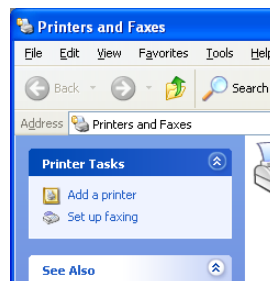 Printers and Faxes
File Edit View Favorites Tools Help
Back Search
Address Printers and Faxes
Printer Tasks
Add a printer
Set up faxing
See Also